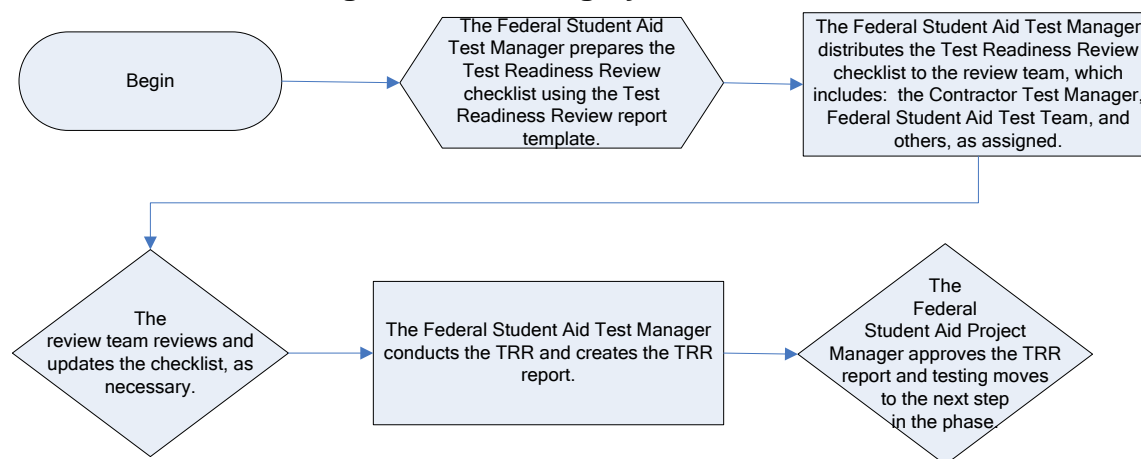 Begin
The Federal Student Aid
Test Manager prepares the
Test Readiness Review
checklist using the Test
Readiness Review report
template.
The Federal Student Aid Test Manager
distributes the Test Readiness Review
checklist to the review team, which
includes: the Contractor Test Manager,
Federal Student Aid Test Team, and
others, as assigned.
The
review team reviews and
updates the checklist, as
necessary.
The Federal Student Aid Test Manager
conducts the TRR and creates the TRR
report.
The
Federal
Student Aid Project
Manager approves the TRR
report and testing moves
to the next step
in the phase.